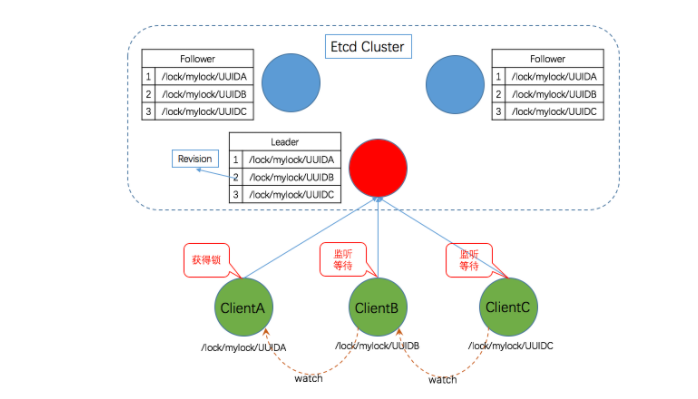 Etcd Cluster
Follower
1 /lock/mylock/UUIDA
2 /lock/mylock/UUIDB
3 /lock/mylock/UUIDC
Follower
1 /lock/mylock/UUIDA
2 /lock/mylock/UUIDB
3 /lock/mylock/UUIDC
Leader
1 /lock/mylock/UUIDA
2 /lock/mylock/UUIDB
3 /lock/mylock/UUIDC
Revision
获得锁
监听
等待
监听
等待
ClientA
ClientB
ClientC
/lock/mylock/UUIDA
/lock/mylock/UUIDB
/lock/mylock/UUIDC
watch
watch